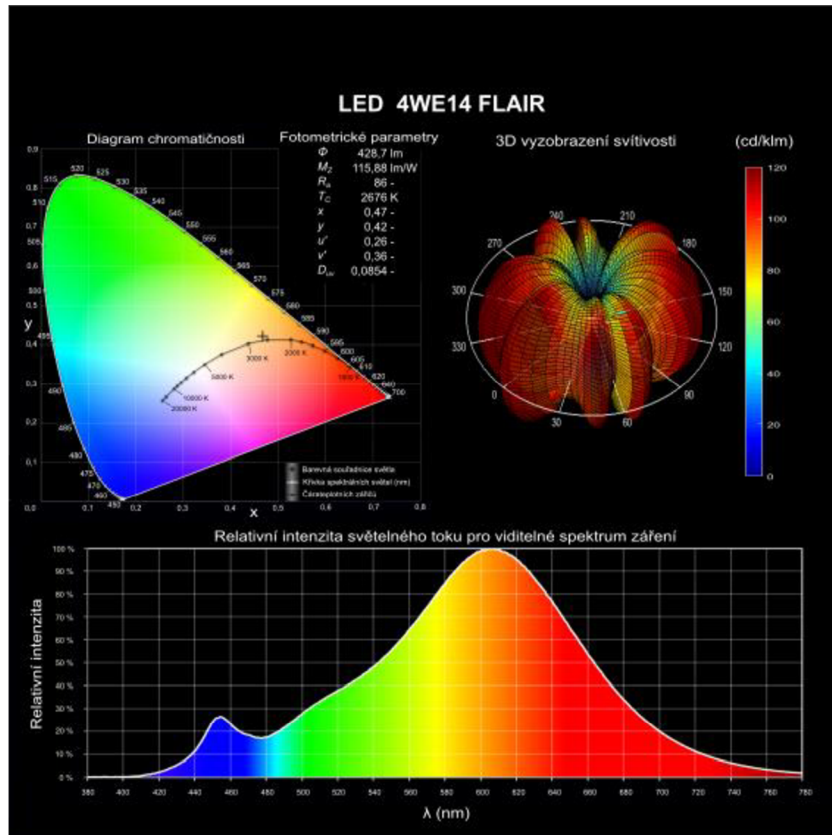 LED 4WE14 FLAIR
Diagram chromatičnosti
Fotometrické parametry
3D vyzobrazení svítivosti
(cd/klm)
Φ 428,7 lm
M_Z 115,88 lm/W
R_a 86 -
T_C 2676 K
x 0,47 -
y 0,42 -
u' 0,26 -
v' 0,36 -
D_uv 0,0854 -
0,9
0,8
0,7
0,6
0,5
0,4
0,3
0,2
0,1
y
0,0 0,1 0,2 0,3 0,4 0,5 0,6 0,7 0,8
x
515 520 525 530 535 540 545 550 555 560 565 570 575 580 585 590 595 600 605 610 620 640 700
505
500
495
490
485
480
475
470
460
450
20000 K
10000 K
5000 K
3000 K
2000 K
Barevná souřadnice světla
Křivka spektrálních světel (nm)
240 210
270 180
300 150
330 120
0 90
30 60
120
100
80
60
40
20
0
Relativní intenzita světelného toku pro viditelné spektrum záření
Relativní intenzita
100 %
90 %
80 %
70 %
60 %
50 %
40 %
30 %
20 %
10 %
0 %
380 400 420 440 460 480 500 520 540 560 580 600 620 640 660 680 700 720 740 760 780
λ (nm)